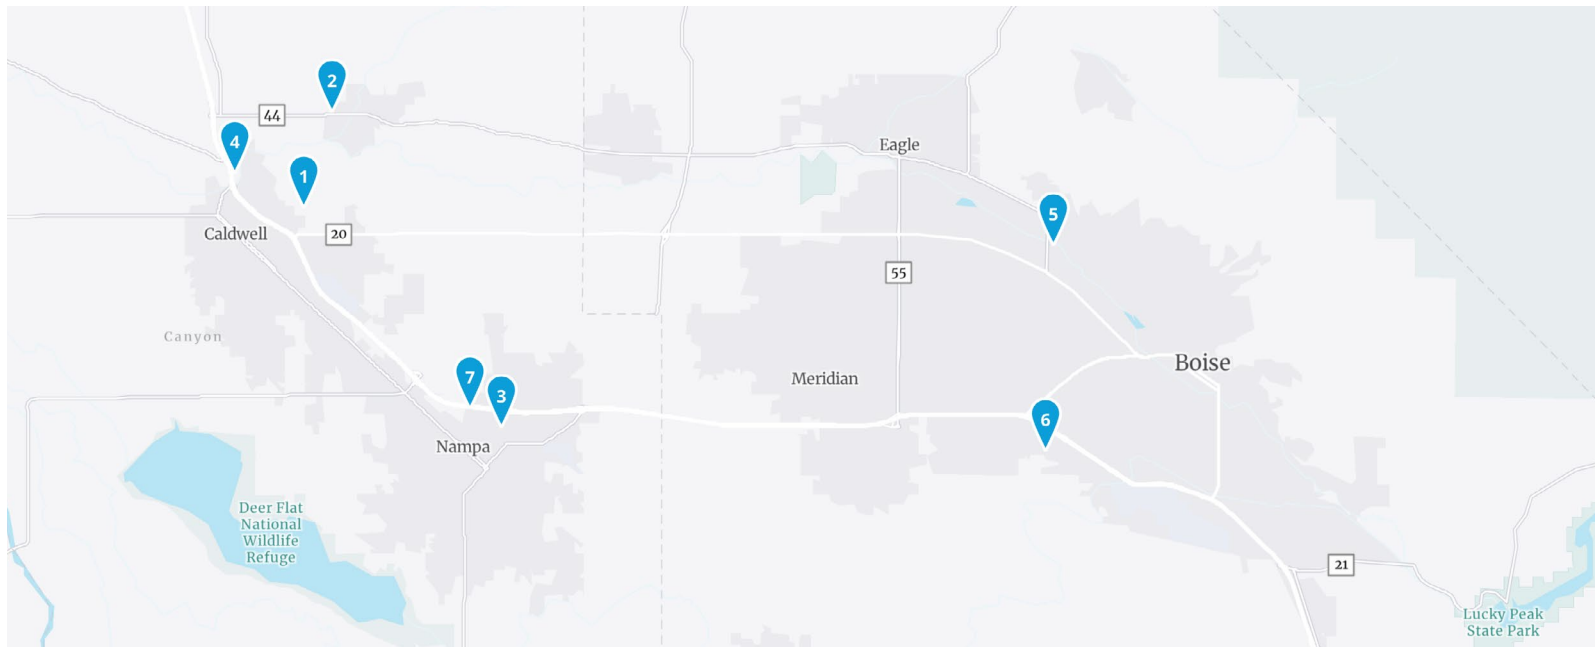 2
44
4
Eagle
1
5
Caldwell
20
55
Canyon
Boise
7
Meridian
3
6
Nampa
Deer Flat
National
Wildlife
Refuge
21
Lucky Peak
State Park